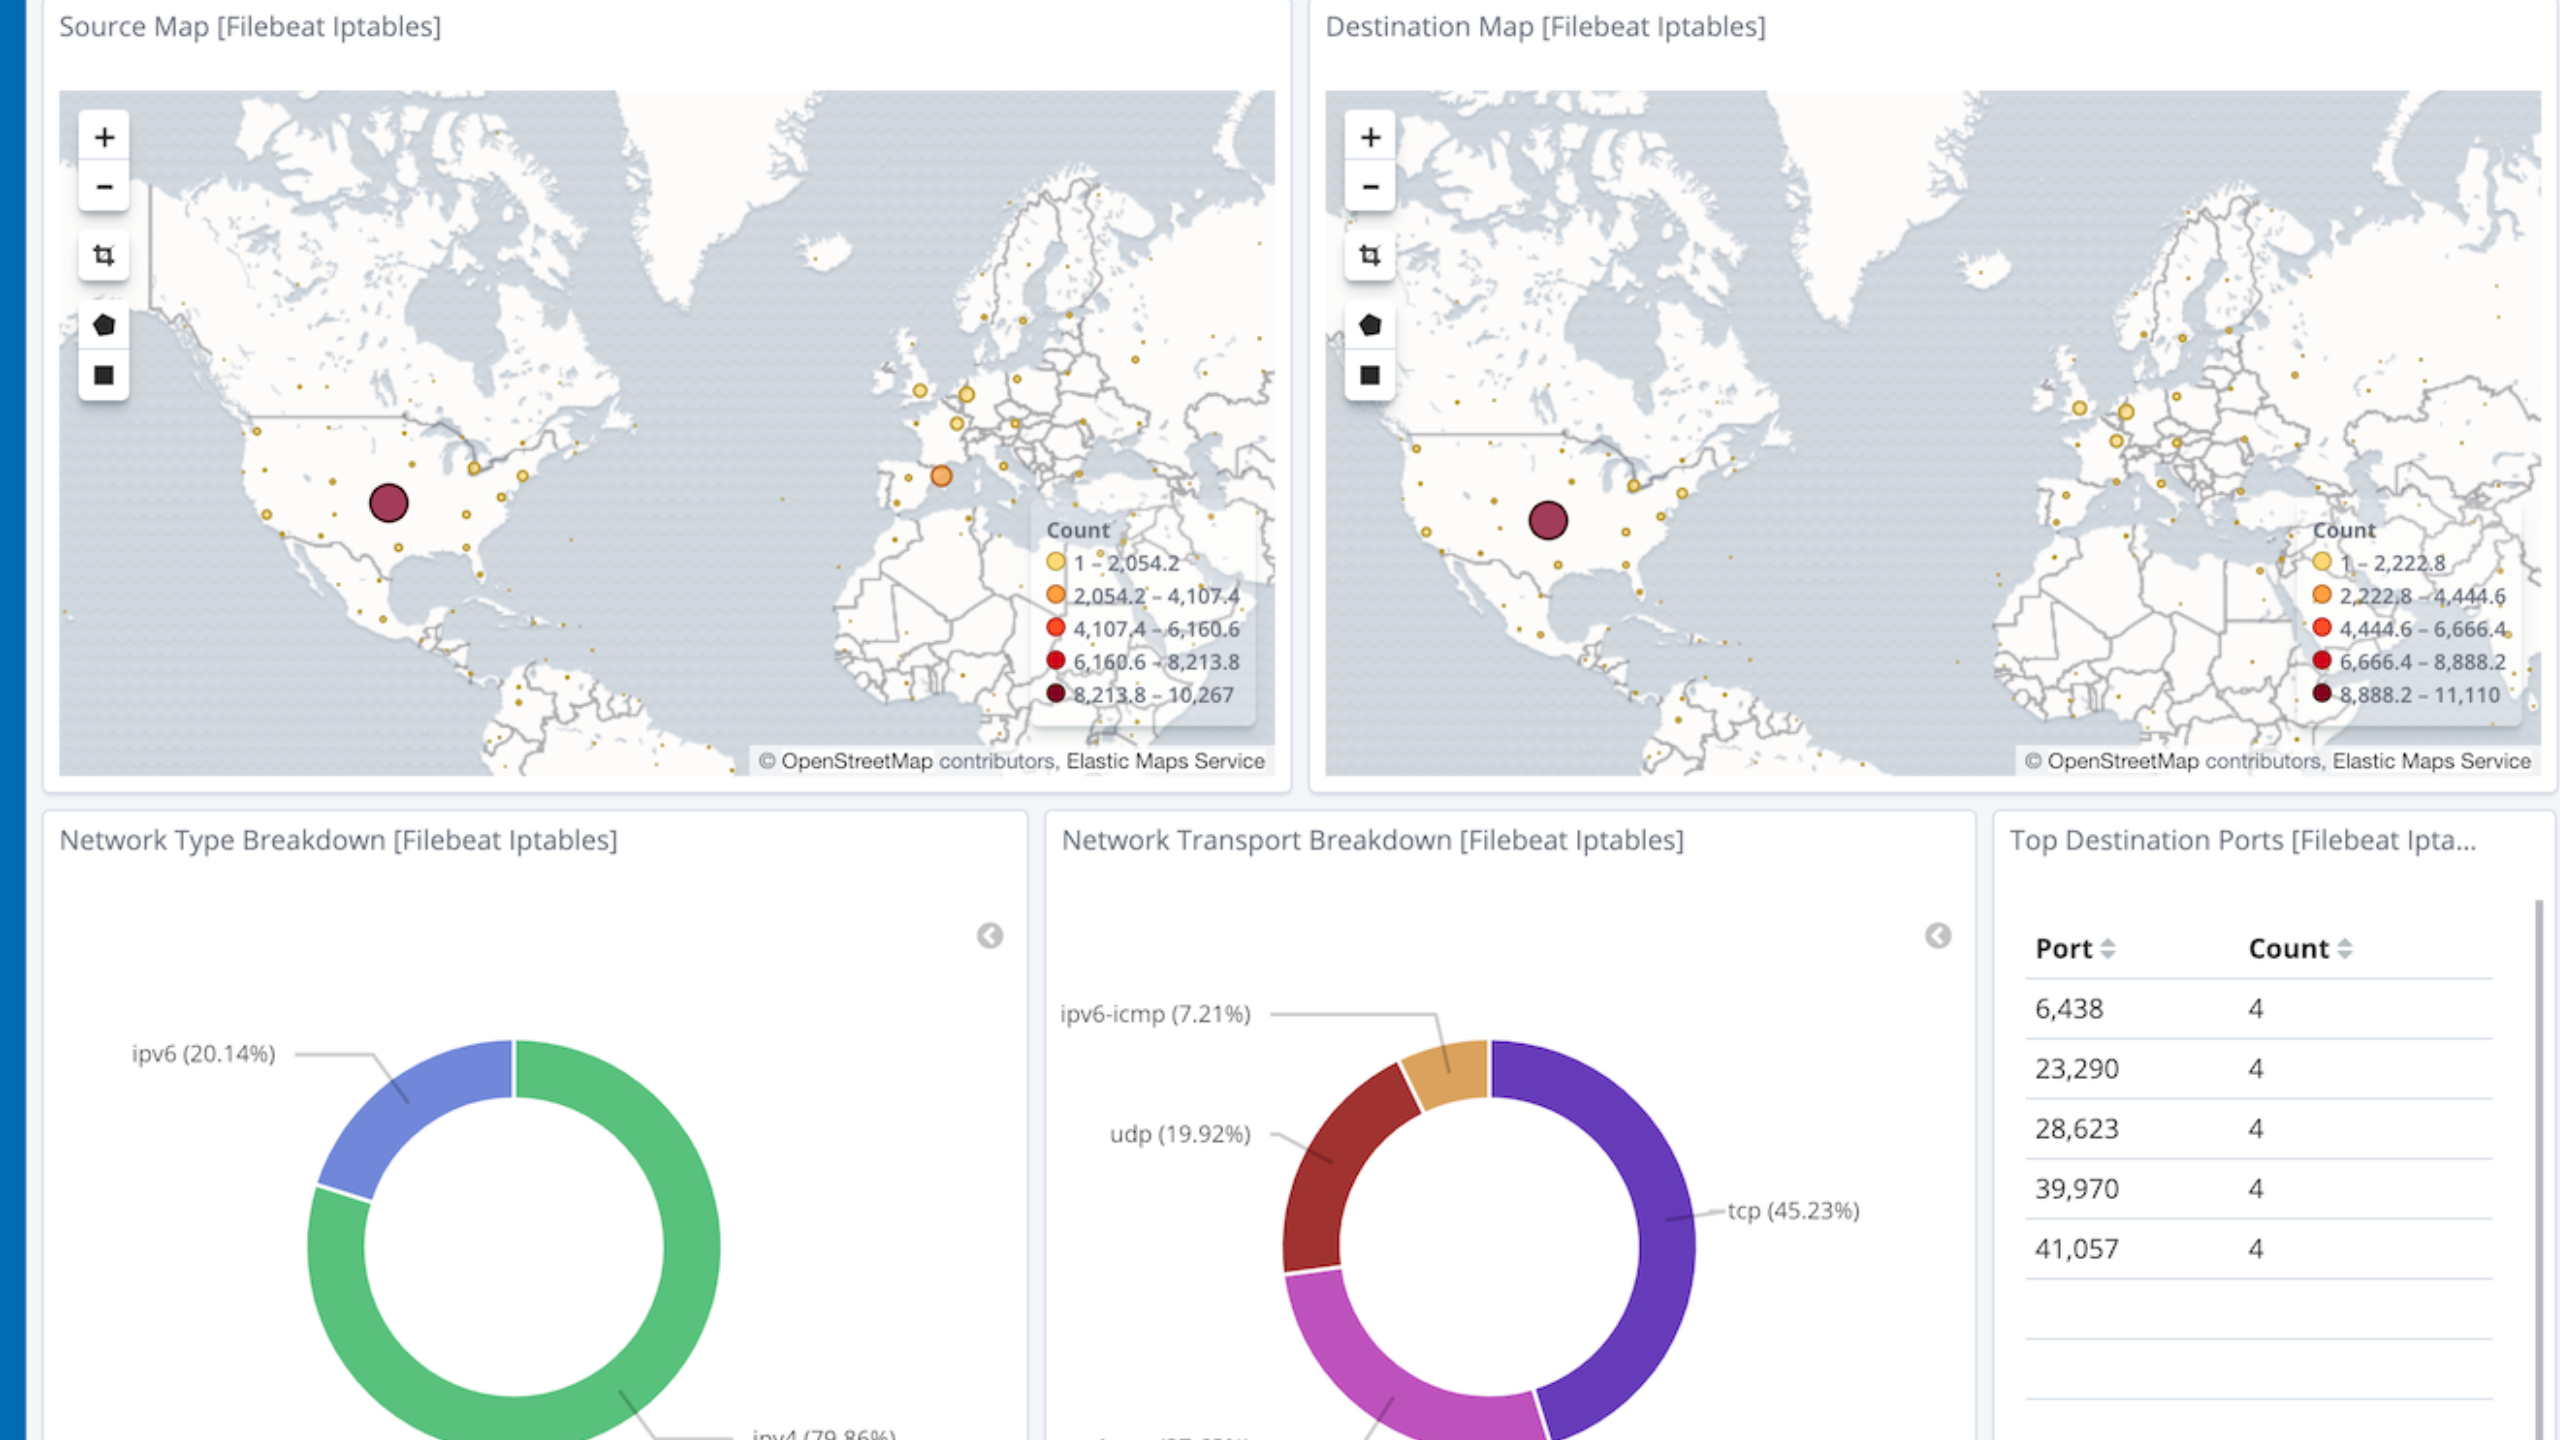 Source Map [Filebeat Iptables]
Destination Map [Filebeat Iptables]
Count
1 – 2,054.2
2,054.2 – 4,107.4
4,107.4 – 6,160.6
6,160.6 – 8,213.8
8,213.8 – 10,267
© OpenStreetMap contributors, Elastic Maps Service
Count
1 – 2,222.8
2,222.8 – 4,444.6
4,444.6 – 6,666.4
6,666.4 – 8,888.2
8,888.2 – 11,110
© OpenStreetMap contributors, Elastic Maps Service
Network Type Breakdown [Filebeat Iptables]
ipv6 (20.14%)
ipv4 (79.86%)
Network Transport Breakdown [Filebeat Iptables]
ipv6-icmp (7.21%)
udp (19.92%)
tcp (45.23%)
Top Destination Ports [Filebeat Ipta...
Port Count
6,438 4
23,290 4
28,623 4
39,970 4
41,057 4